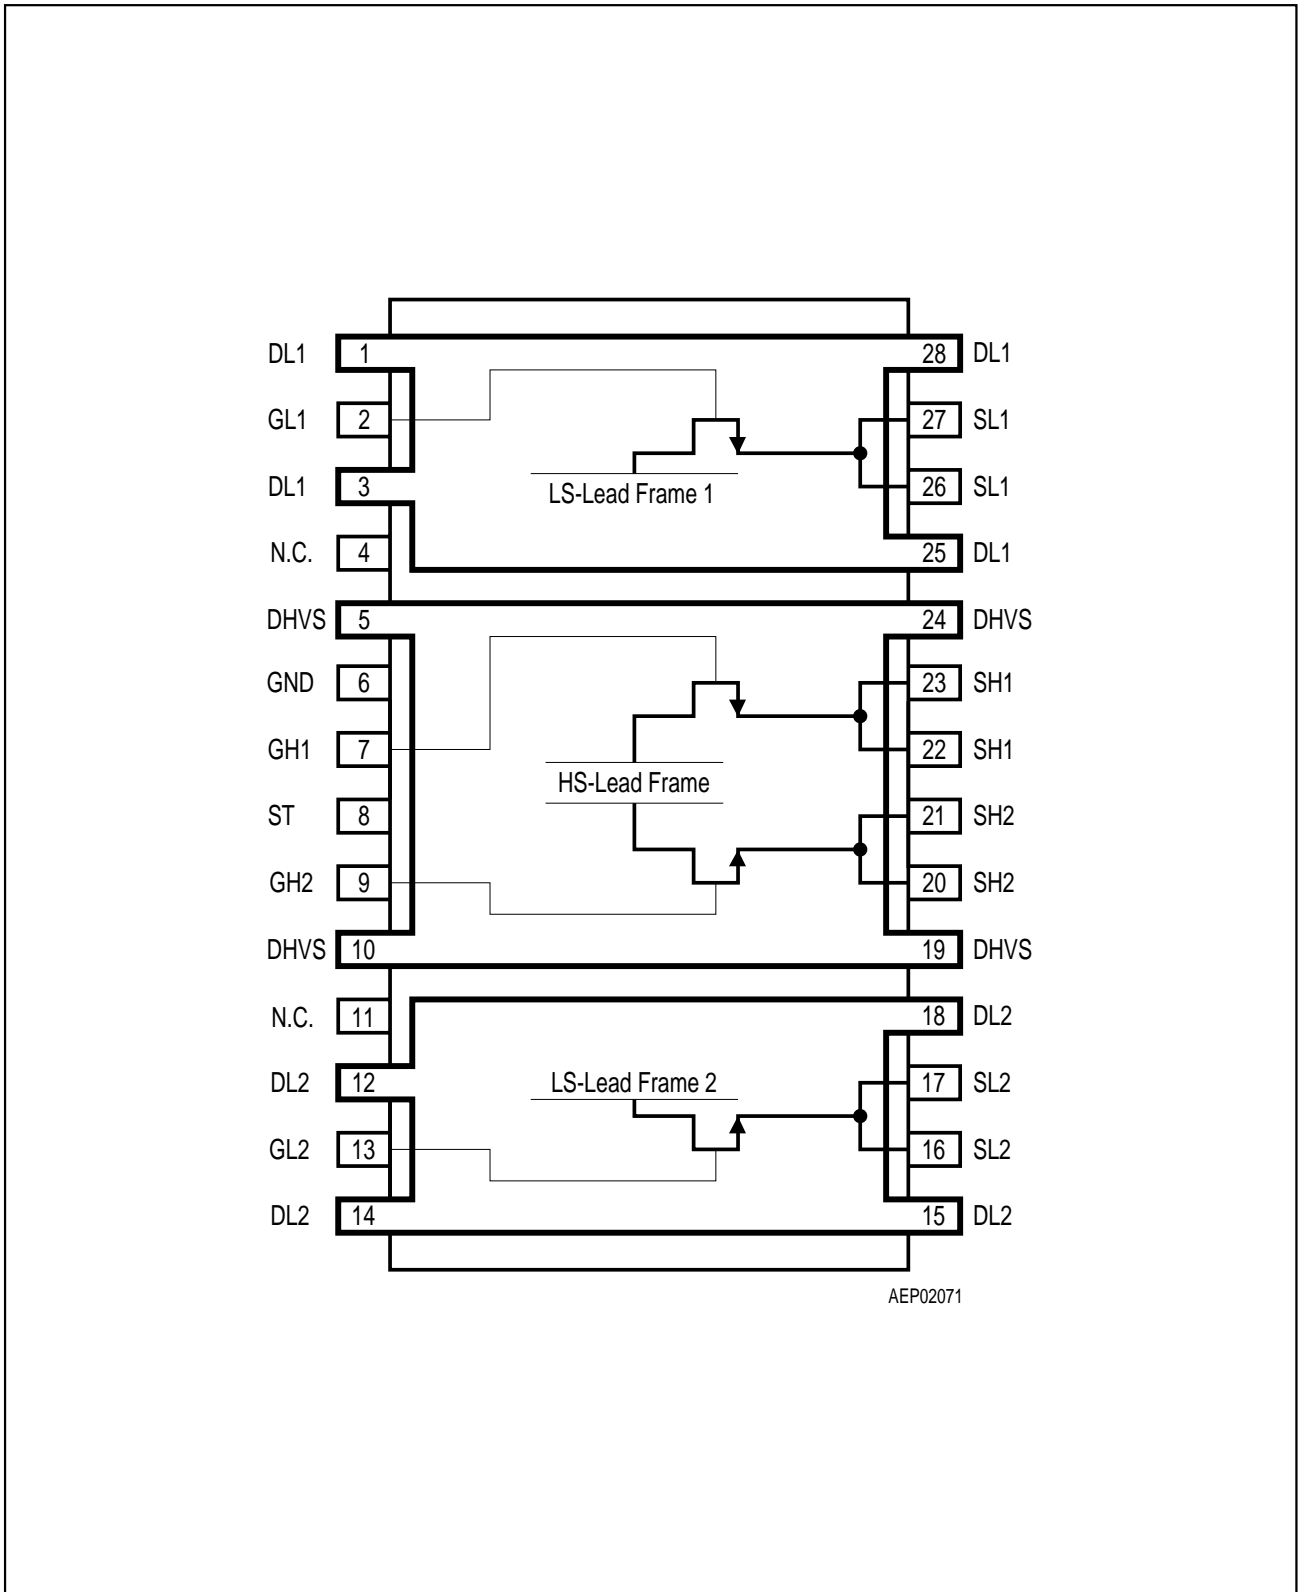 DL1 1 28 DL1
GL1 2 27 SL1
DL1 3 LS-Lead Frame 1 26 SL1
N.C. 4 25 DL1
DHVS 5 24 DHVS
GND 6 23 SH1
GH1 7 22 SH1
HS-Lead Frame
ST 8 21 SH2
GH2 9 20 SH2
DHVS 10 19 DHVS
N.C. 11 18 DL2
DL2 12 LS-Lead Frame 2 17 SL2
GL2 13 16 SL2
DL2 14 15 DL2
AEP02071